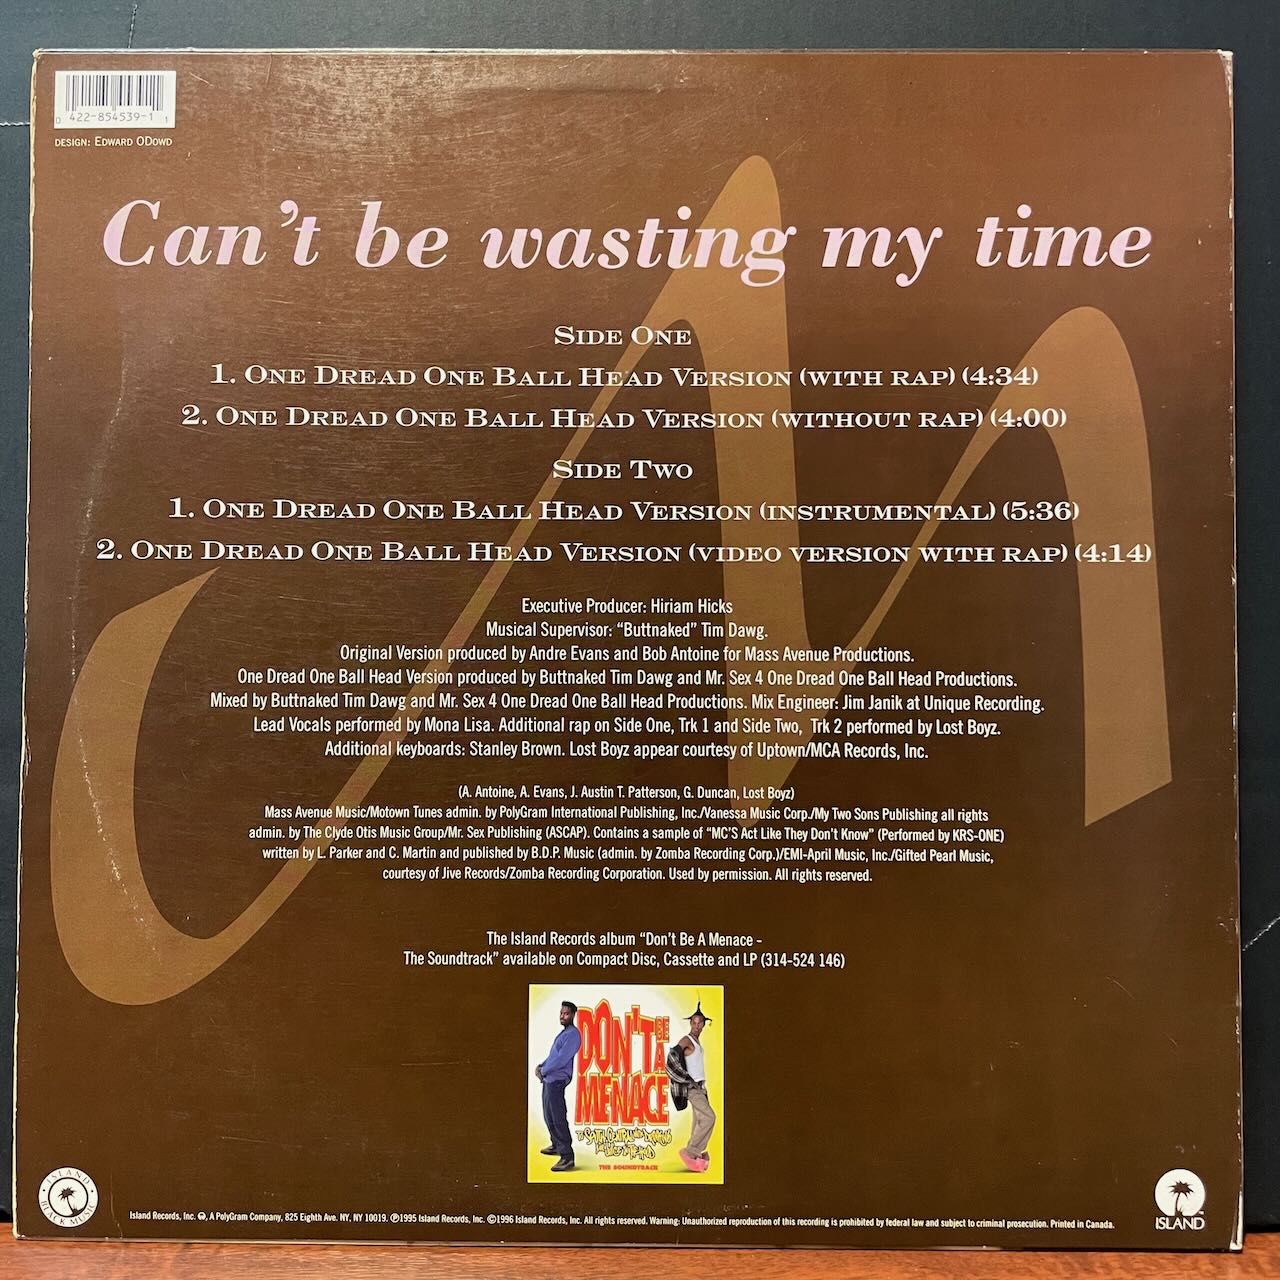 0 422-854539-1 1
DESIGN: EDWARD ODOWD
Can't be wasting my time
SIDE ONE
1. ONE DREAD ONE BALL HEAD VERSION (WITH RAP) (4:34)
2. ONE DREAD ONE BALL HEAD VERSION (WITHOUT RAP) (4:00)
SIDE TWO
1. ONE DREAD ONE BALL HEAD VERSION (INSTRUMENTAL) (5:36)
2. ONE DREAD ONE BALL HEAD VERSION (VIDEO VERSION WITH RAP) (4:14)
Executive Producer: Hiriam Hicks
Musical Supervisor: “Buttnaked” Tim Dawg.
Original Version produced by Andre Evans and Bob Antoine for Mass Avenue Productions.
One Dread One Ball Head Version produced by Buttnaked Tim Dawg and Mr. Sex 4 One Dread One Ball Head Productions.
Mixed by Buttnaked Tim Dawg and Mr. Sex 4 One Dread One Ball Head Productions. Mix Engineer: Jim Janik at Unique Recording.
Lead Vocals performed by Mona Lisa. Additional rap on Side One, Trk 1 and Side Two, Trk 2 performed by Lost Boyz.
Additional keyboards: Stanley Brown. Lost Boyz appear courtesy of Uptown/MCA Records, Inc.
(A. Antoine, A. Evans, J. Austin T. Patterson, G. Duncan, Lost Boyz)
Mass Avenue Music/Motown Tunes admin. by PolyGram International Publishing, Inc./Vanessa Music Corp./My Two Sons Publishing all rights
admin. by The Clyde Otis Music Group/Mr. Sex Publishing (ASCAP). Contains a sample of “MC'S Act Like They Don't Know” (Performed by KRS-ONE)
written by L. Parker and C. Martin and published by B.D.P. Music (admin. by Zomba Recording Corp.)/EMI-April Music, Inc./Gifted Pearl Music,
courtesy of Jive Records/Zomba Recording Corporation. Used by permission. All rights reserved.
The Island Records album “Don't Be A Menace -
The Soundtrack” available on Compact Disc, Cassette and LP (314-524 146)
DON'T BE A
MENACE
TO SOUTH CENTRAL WHILE DRINKING
YOUR JUICE IN THE HOOD
THE SOUNDTRACK
ISLAND BLACK MUSIC
Island Records, Inc. , A PolyGram Company, 825 Eighth Ave. NY, NY 10019. ℗1995 Island Records, Inc. ©1996 Island Records, Inc. All rights reserved. Warning: Unauthorized reproduction of this recording is prohibited by federal law and subject to criminal prosecution. Printed in Canada.
ISLAND